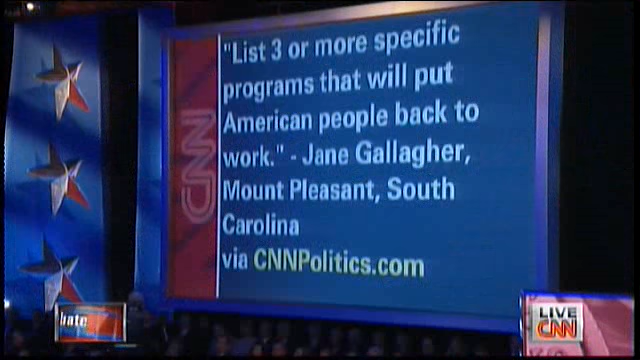 "List 3 or more specific
programs that will put
American people back to
work." - Jane Gallagher,
Mount Pleasant, South
Carolina
via CNNPolitics.com
CNN
bate
LIVE
CNN